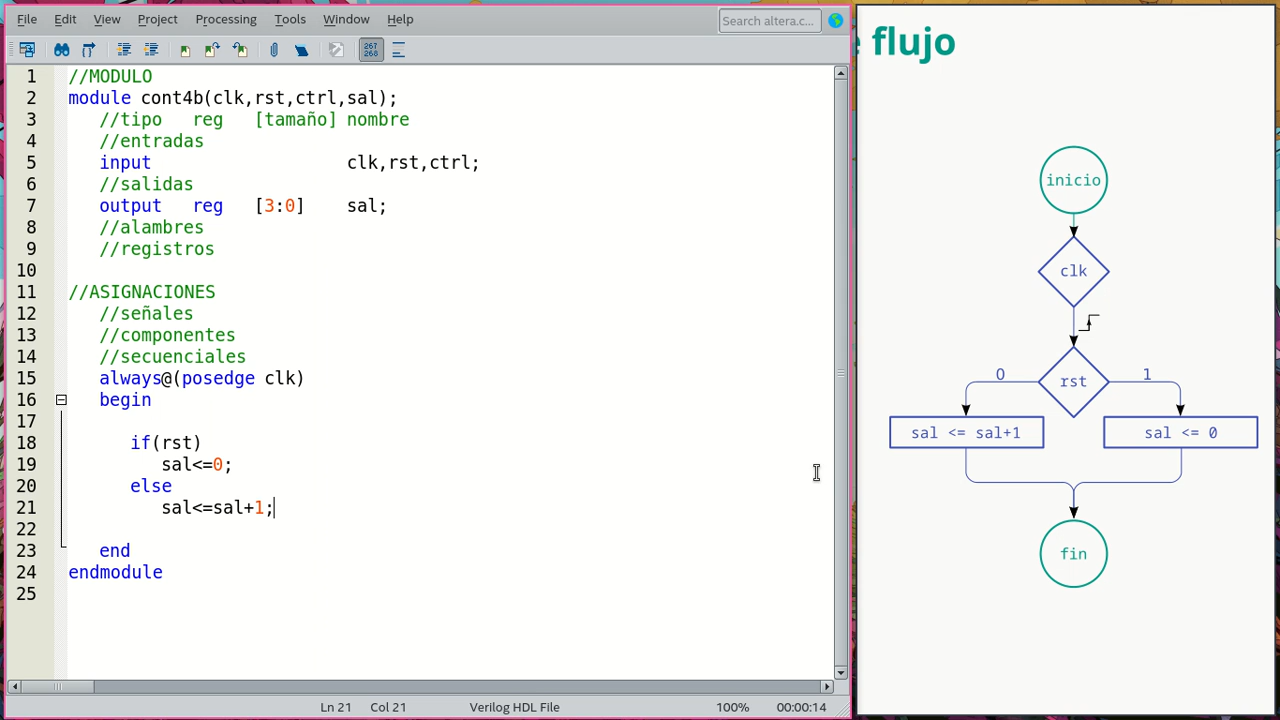 File Edit View Project Processing Tools Window Help
Search altera.c...
267
268
1 //MODULO
2 module cont4b(clk,rst,ctrl,sal);
3 //tipo reg [tamaño] nombre
4 //entradas
5 input clk,rst,ctrl;
6 //salidas
7 output reg [3:0] sal;
8 //alambres
9 //registros
10
11 //ASIGNACIONES
12 //señales
13 //componentes
14 //secuenciales
15 always@(posedge clk)
16 begin
17
18 if(rst)
19 sal<=0;
20 else
21 sal<=sal+1;
22
23 end
24 endmodule
25
Ln 21 Col 21 Verilog HDL File 100% 00:00:14
flujo
inicio
clk
0 rst 1
sal <= sal+1 sal <= 0
fin